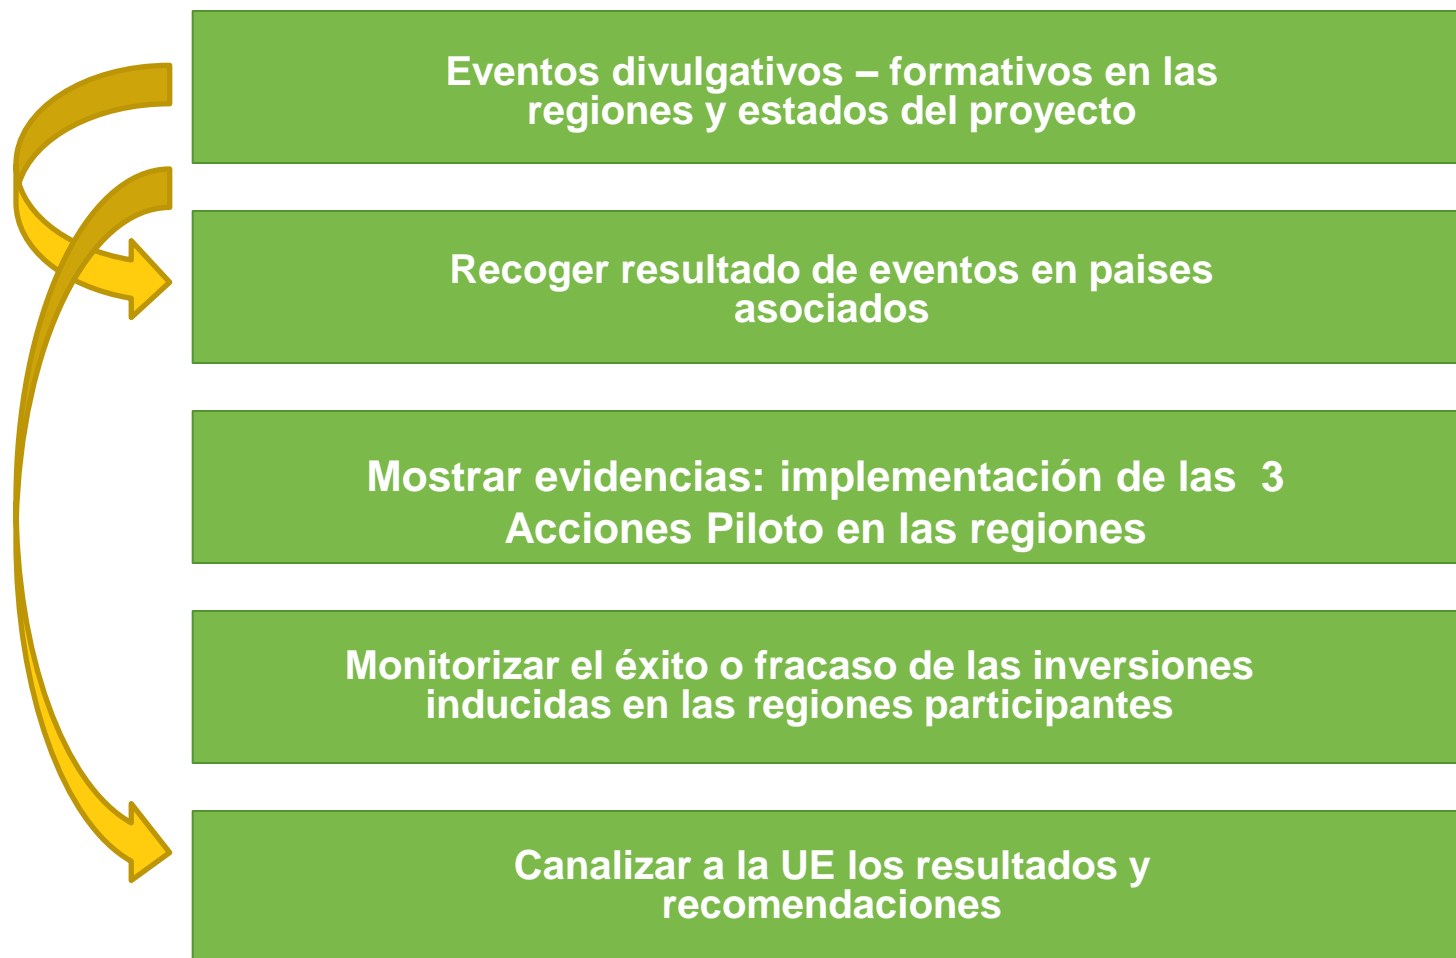 Eventos divulgativos – formativos en las
regiones y estados del proyecto
Recoger resultado de eventos en paises
asociados
Mostrar evidencias: implementación de las  3
Acciones Piloto en las regiones
Monitorizar el éxito o fracaso de las inversiones
inducidas en las regiones participantes
Canalizar a la UE los resultados y
recomendaciones